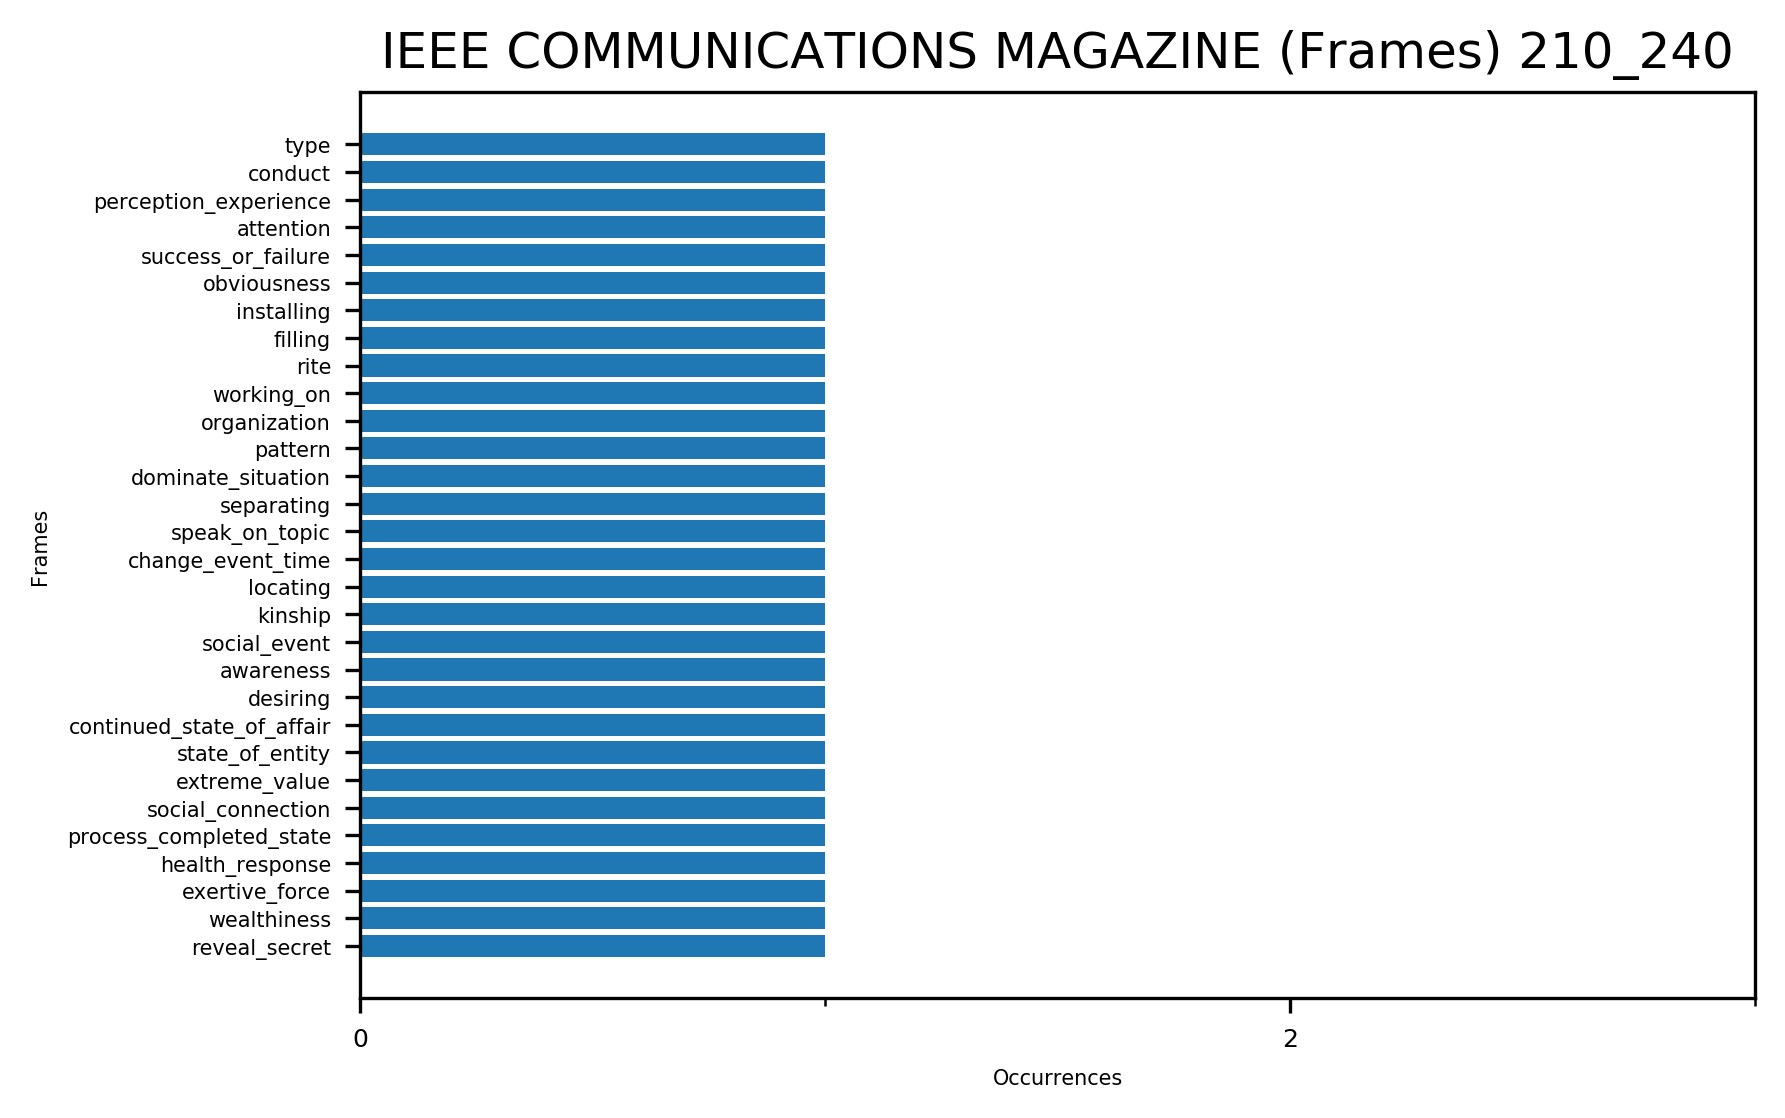 IEEE COMMUNICATIONS MAGAZINE (Frames) 210_240
type
conduct
perception_experience
attention
success_or_failure
obviousness
installing
filling
rite
working_on
organization
pattern
dominate_situation
separating
speak_on_topic
change_event_time
locating
kinship
social_event
awareness
desiring
continued_state_of_affair
state_of_entity
extreme_value
social_connection
process_completed_state
health_response
exertive_force
wealthiness
reveal_secret
Frames
0
2
Occurrences